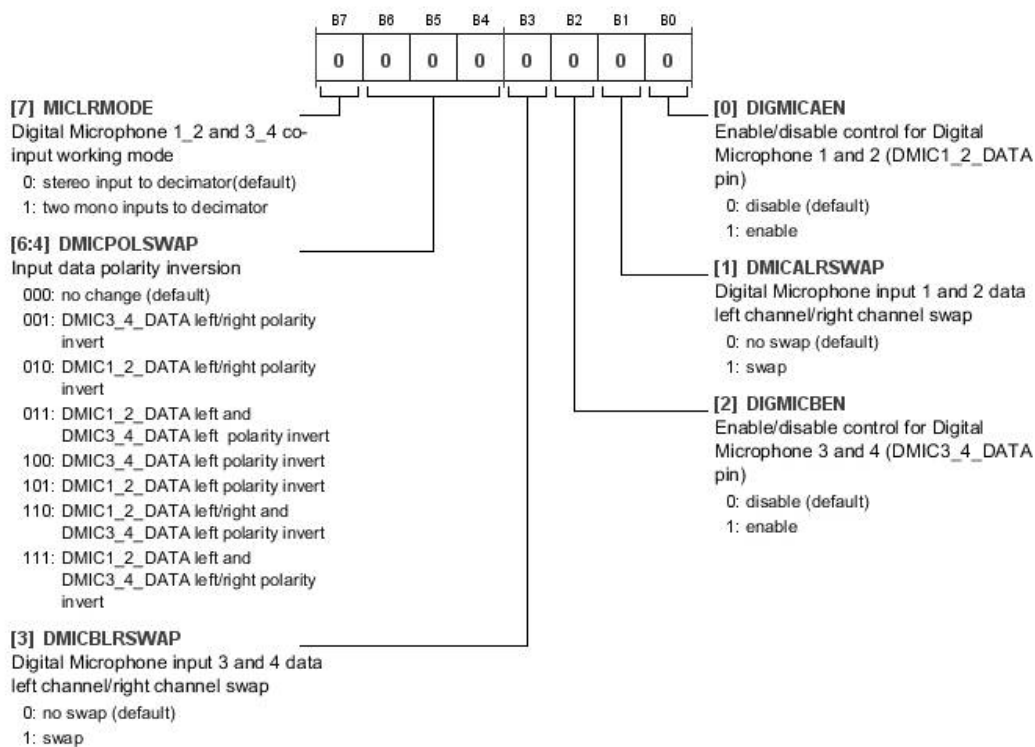 B7 B6 B5 B4 B3 B2 B1 B0
0 0 0 0 0 0 0 0
[7] MICLRMODE
Digital Microphone 1_2 and 3_4 co-
input working mode
0: stereo input to decimator(default)
1: two mono inputs to decimator
[6:4] DMICPOLSWAP
Input data polarity inversion
000: no change (default)
001: DMIC3_4_DATA left/right polarity
invert
010: DMIC1_2_DATA left/right polarity
invert
011: DMIC1_2_DATA left and
DMIC3_4_DATA left polarity invert
100: DMIC3_4_DATA left polarity invert
101: DMIC1_2_DATA left polarity invert
110: DMIC1_2_DATA left/right and
DMIC3_4_DATA left polarity invert
111: DMIC1_2_DATA left and
DMIC3_4_DATA left/right polarity
invert
[3] DMICBLRSWAP
Digital Microphone input 3 and 4 data
left channel/right channel swap
0: no swap (default)
1: swap
[0] DIGMICAEN
Enable/disable control for Digital
Microphone 1 and 2 (DMIC1_2_DATA
pin)
0: disable (default)
1: enable
[1] DMICALRSWAP
Digital Microphone input 1 and 2 data
left channel/right channel swap
0: no swap (default)
1: swap
[2] DIGMICBEN
Enable/disable control for Digital
Microphone 3 and 4 (DMIC3_4_DATA
pin)
0: disable (default)
1: enable